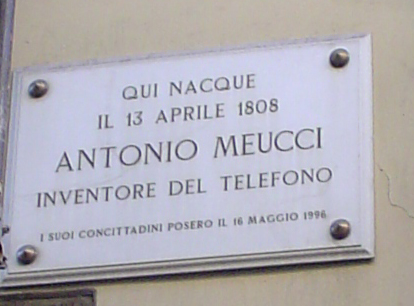 QUI NACQUE
IL 13 APRILE 1808
ANTONIO MEUCCI
INVENTORE DEL TELEFONO
I SUOI CONCITTADINI POSERO IL 16 MAGGIO 1996